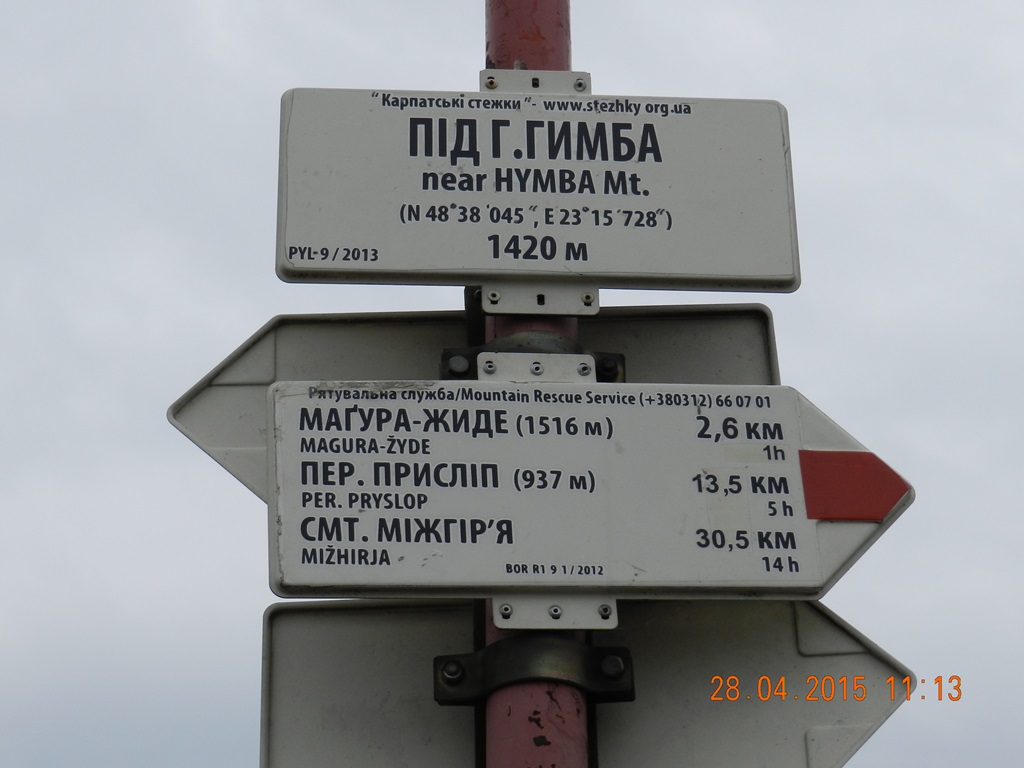 "Карпатські стежки"- www.stezhky org.ua
ПІД Г.ГИМБА
near HYMBA Mt.
(N 48°38´045˝, E 23°15´728˝)
1420 м
PYL-9/2013
Рятувальна служба/Mountain Rescue Service (+380312) 66 07 01
МАҐУРА-ЖИДЕ (1516 м) 2,6 км
MAGURA-ŽYDE 1h
ПЕР. ПРИСЛІП (937 м) 13,5 км
PER. PRYSLOP 5 h
СМТ. МІЖГІР'Я 30,5 км
MIŽHIRJA 14 h
BOR R1 9 1/2012
28.04.2015 11:13